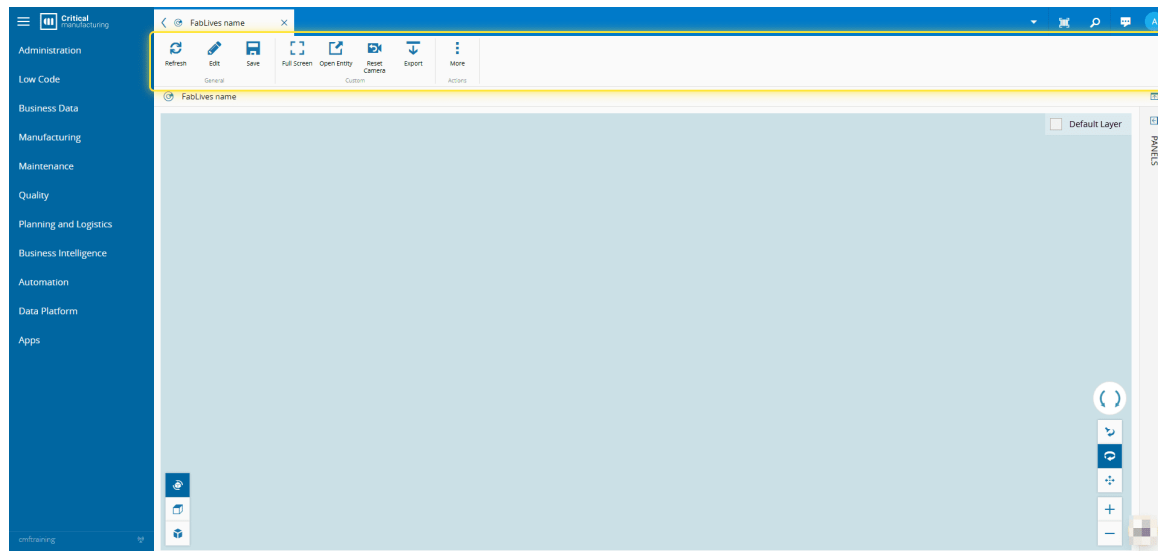 Critical
manufacturing
FabLives name
Administration
Low Code
Business Data
Manufacturing
Maintenance
Quality
Planning and Logistics
Business Intelligence
Automation
Data Platform
Apps
cmftraining
Refresh
Edit
Save
General
Full Screen
Open Entity
Reset
Camera
Export
Custom
More
Actions
FabLives name
Default Layer
PANELS
A